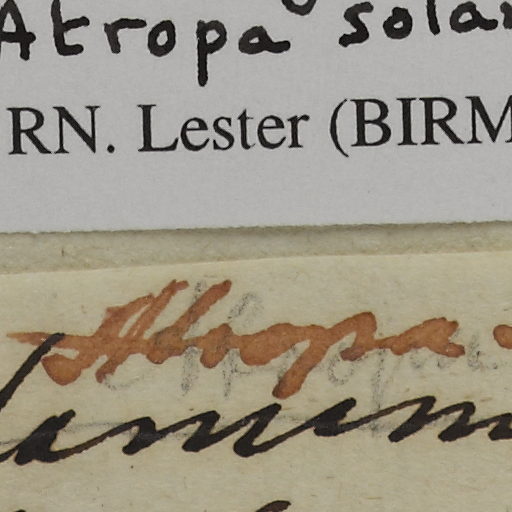 Atropa solan
RN. Lester (BIRM
Atropa